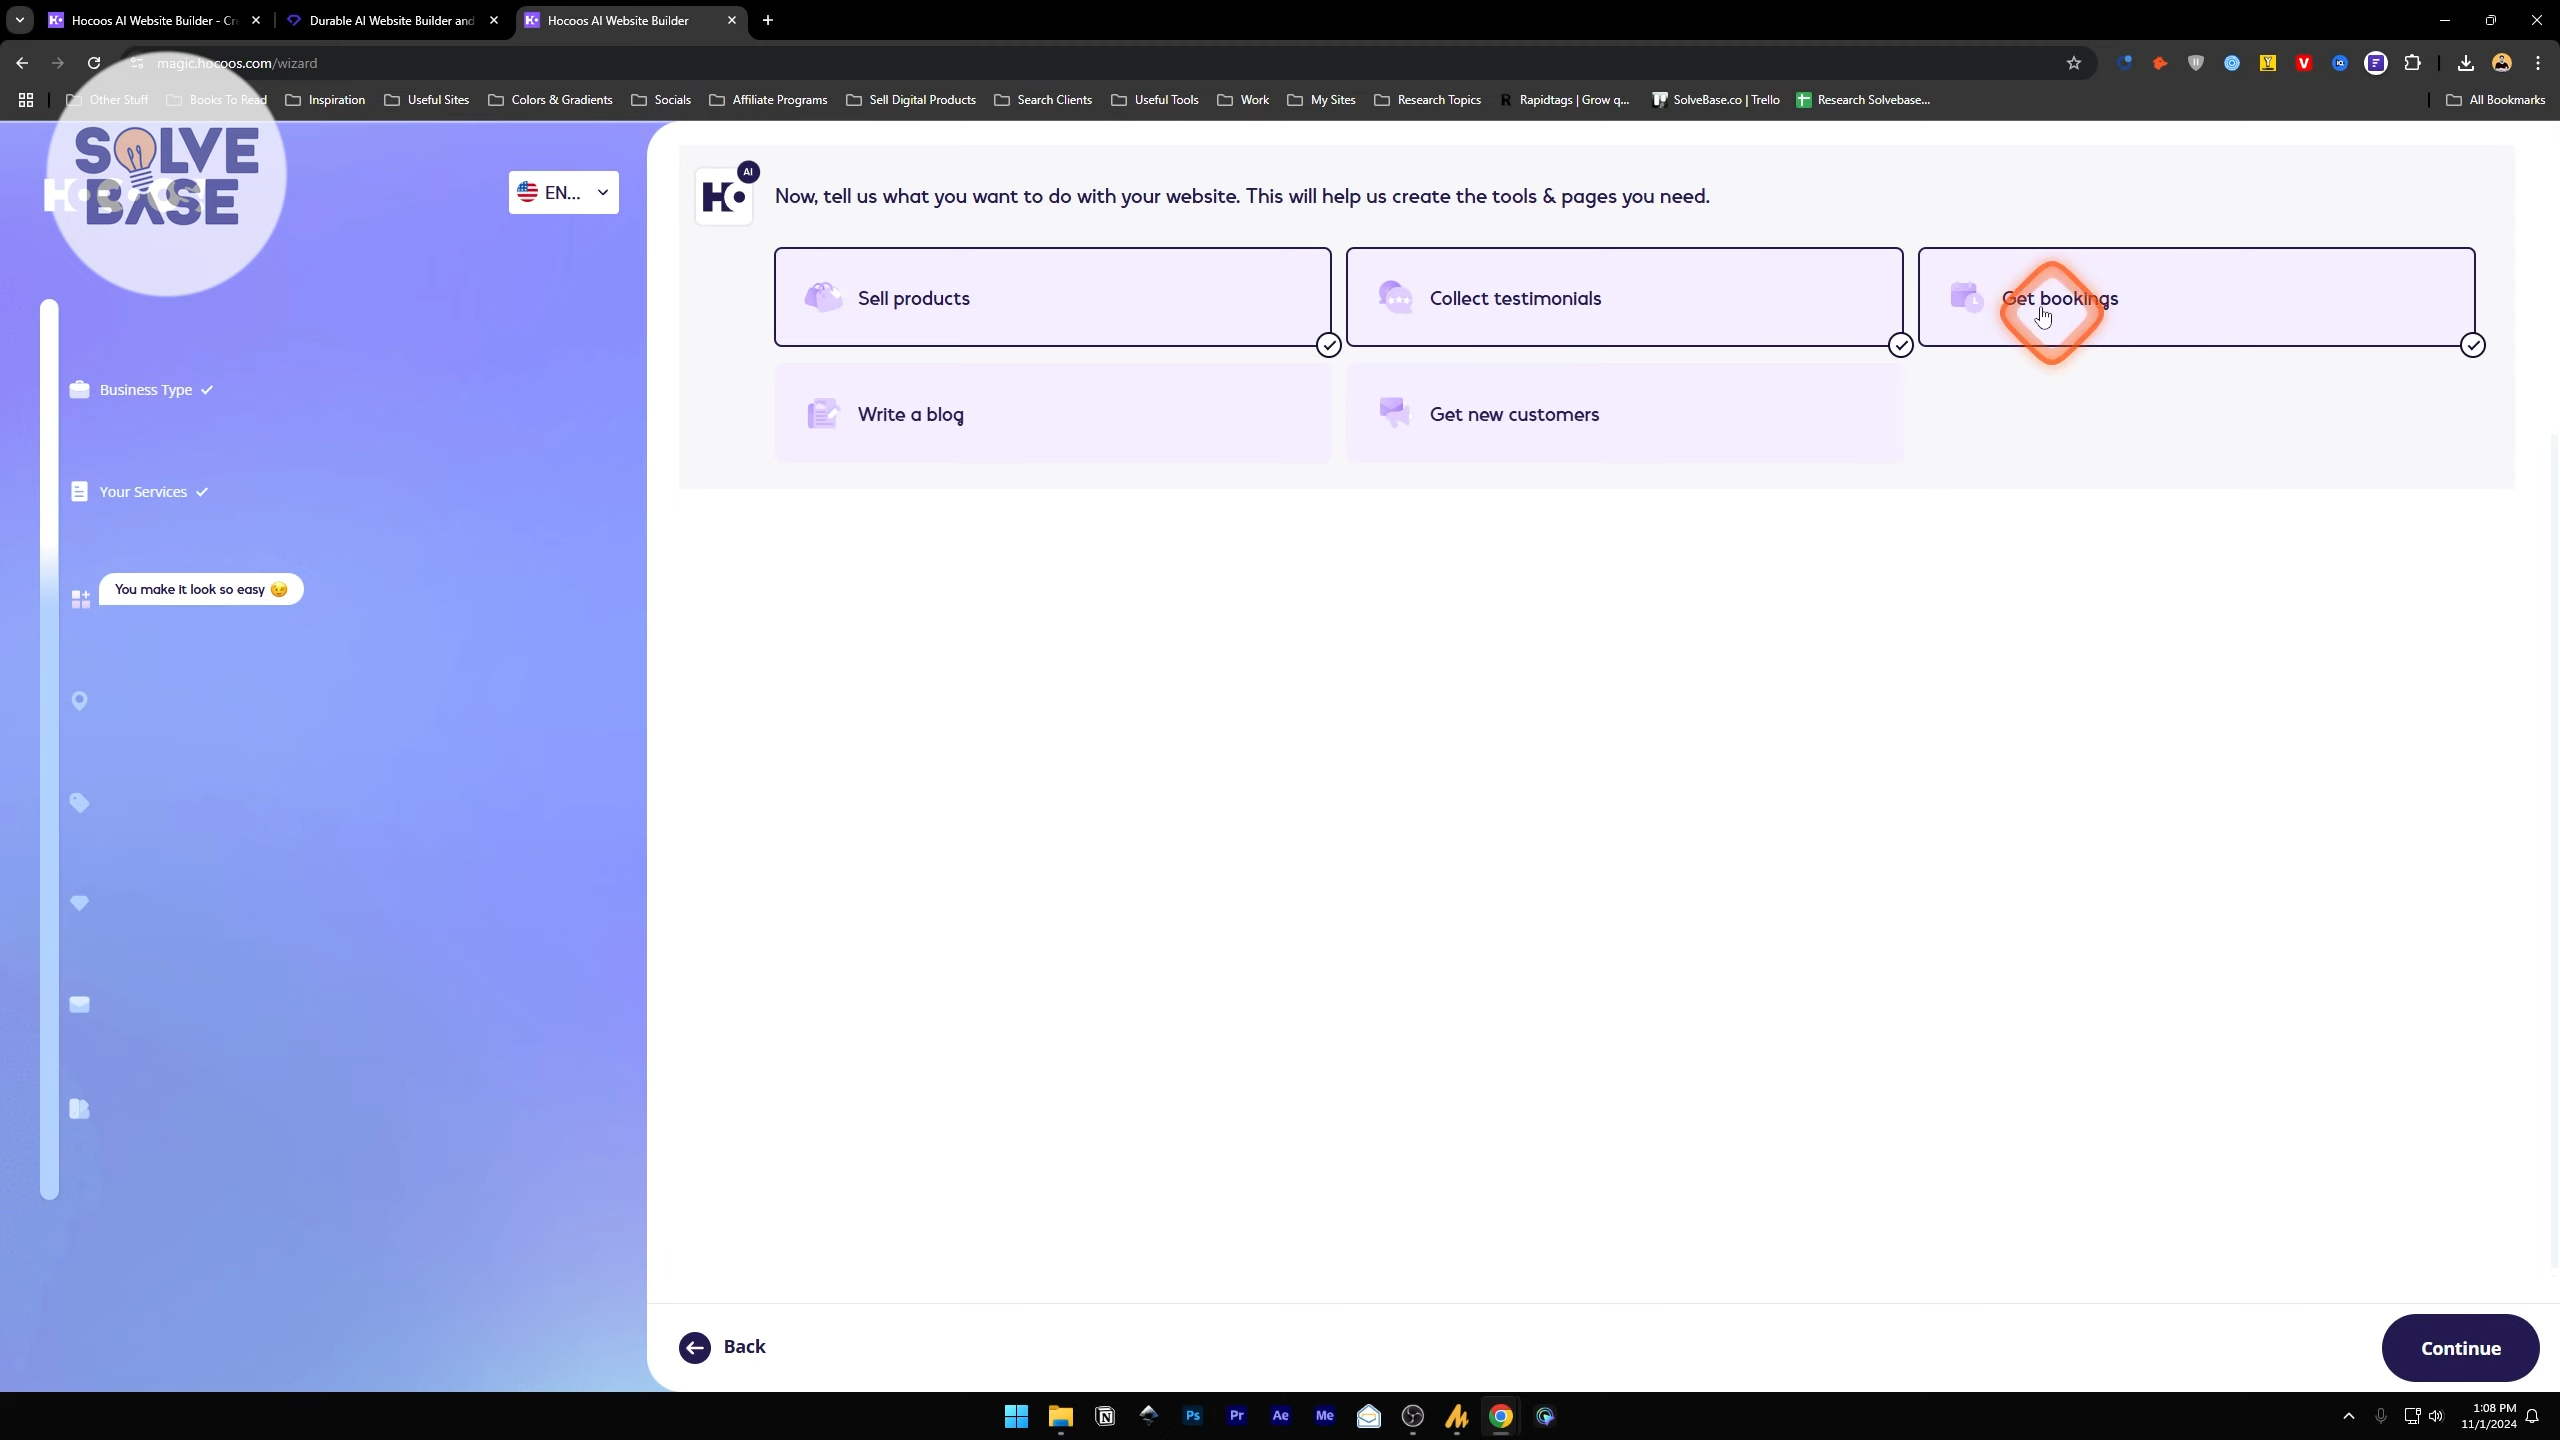 Hocoos AI Website Builder - Cr
Durable AI Website Builder and
Hocoos AI Website Builder
magic.hocoos.com/wizard
Other Stuff
Books To Read
Inspiration
Useful Sites
Colors & Gradients
Socials
Affiliate Programs
Sell Digital Products
Search Clients
Useful Tools
Work
My Sites
Research Topics
Rapidtags | Grow q...
SolveBase.co | Trello
Research Solvebase...
All Bookmarks
SOLVE
BASE
EN...
AI
Now, tell us what you want to do with your website. This will help us create the tools & pages you need.
Sell products
Collect testimonials
Get bookings
Write a blog
Get new customers
Business Type
Your Services
You make it look so easy 😉
Back
Continue
Ps
Pr
Ae
Me
1:08 PM
11/1/2024